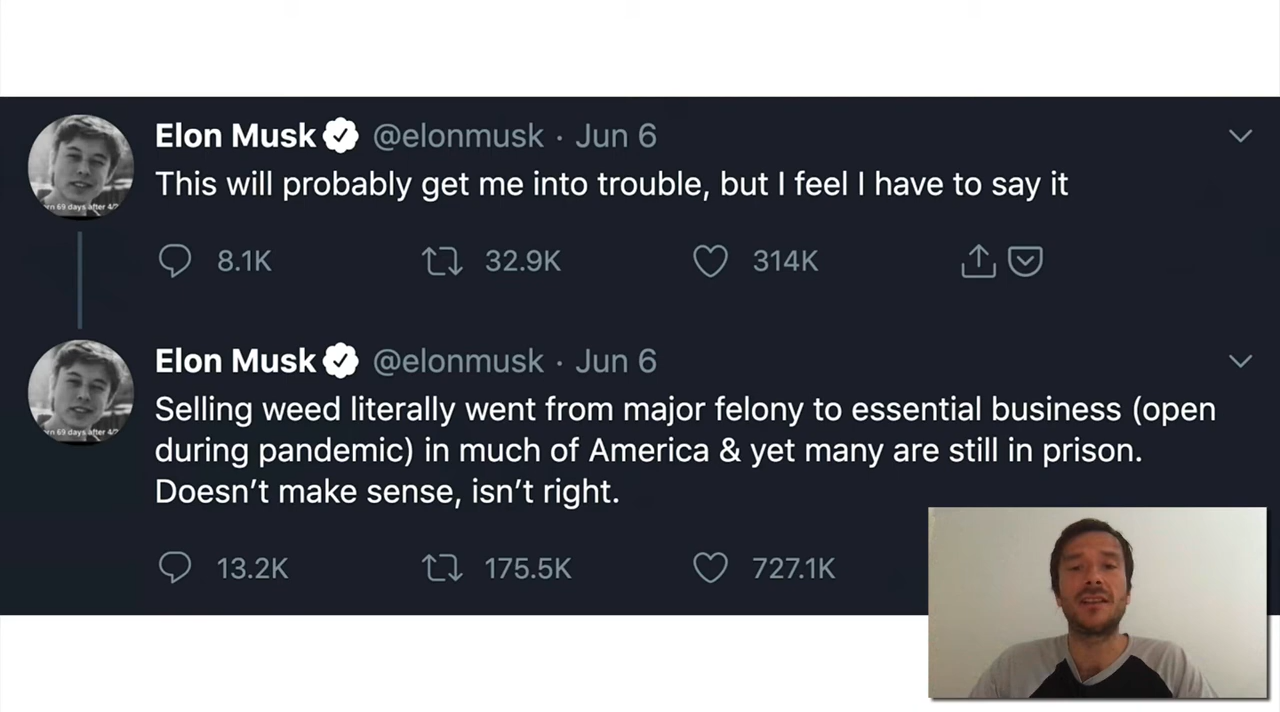 Elon Musk @elonmusk · Jun 6
This will probably get me into trouble, but I feel I have to say it
8.1K 32.9K 314K
Elon Musk @elonmusk · Jun 6
Selling weed literally went from major felony to essential business (open
during pandemic) in much of America & yet many are still in prison.
Doesn’t make sense, isn’t right.
13.2K 175.5K 727.1K